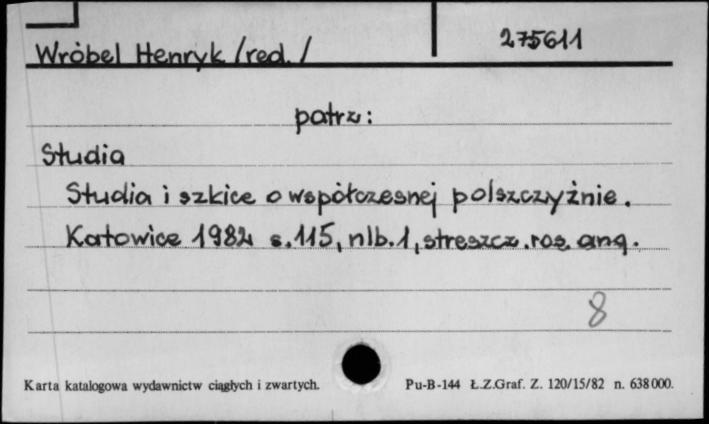 Wróbel Henryk /red./ 275611
patrz:
Studia
Studia i szkice o współczesnej polszczyźnie.
Katowice 1982 s. 115, nlb. 1, streszcz. ros. ang.
8
Karta katalogowa wydawnictw ciągłych i zwartych. Pu-B-144 Ł.Z.Graf. Z. 120/15/82 n. 638 000.